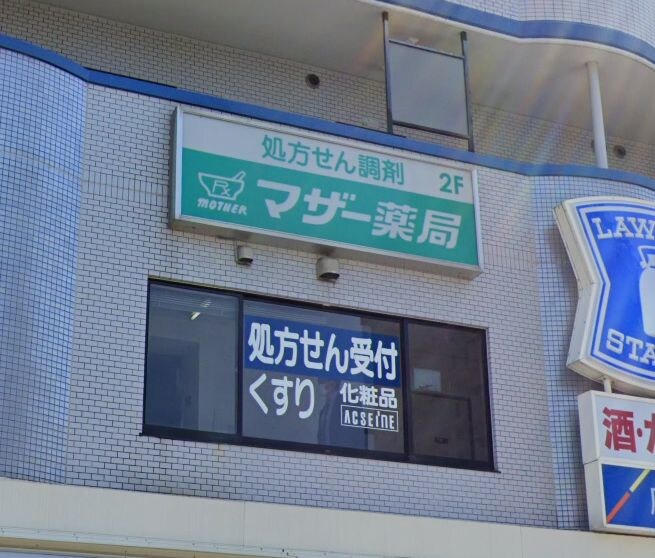 処方せん調剤 2F
Rx
MOTHER
マザー薬局
処方せん受付
くすり 化粧品
ACSEINE
LAW
STA
酒・